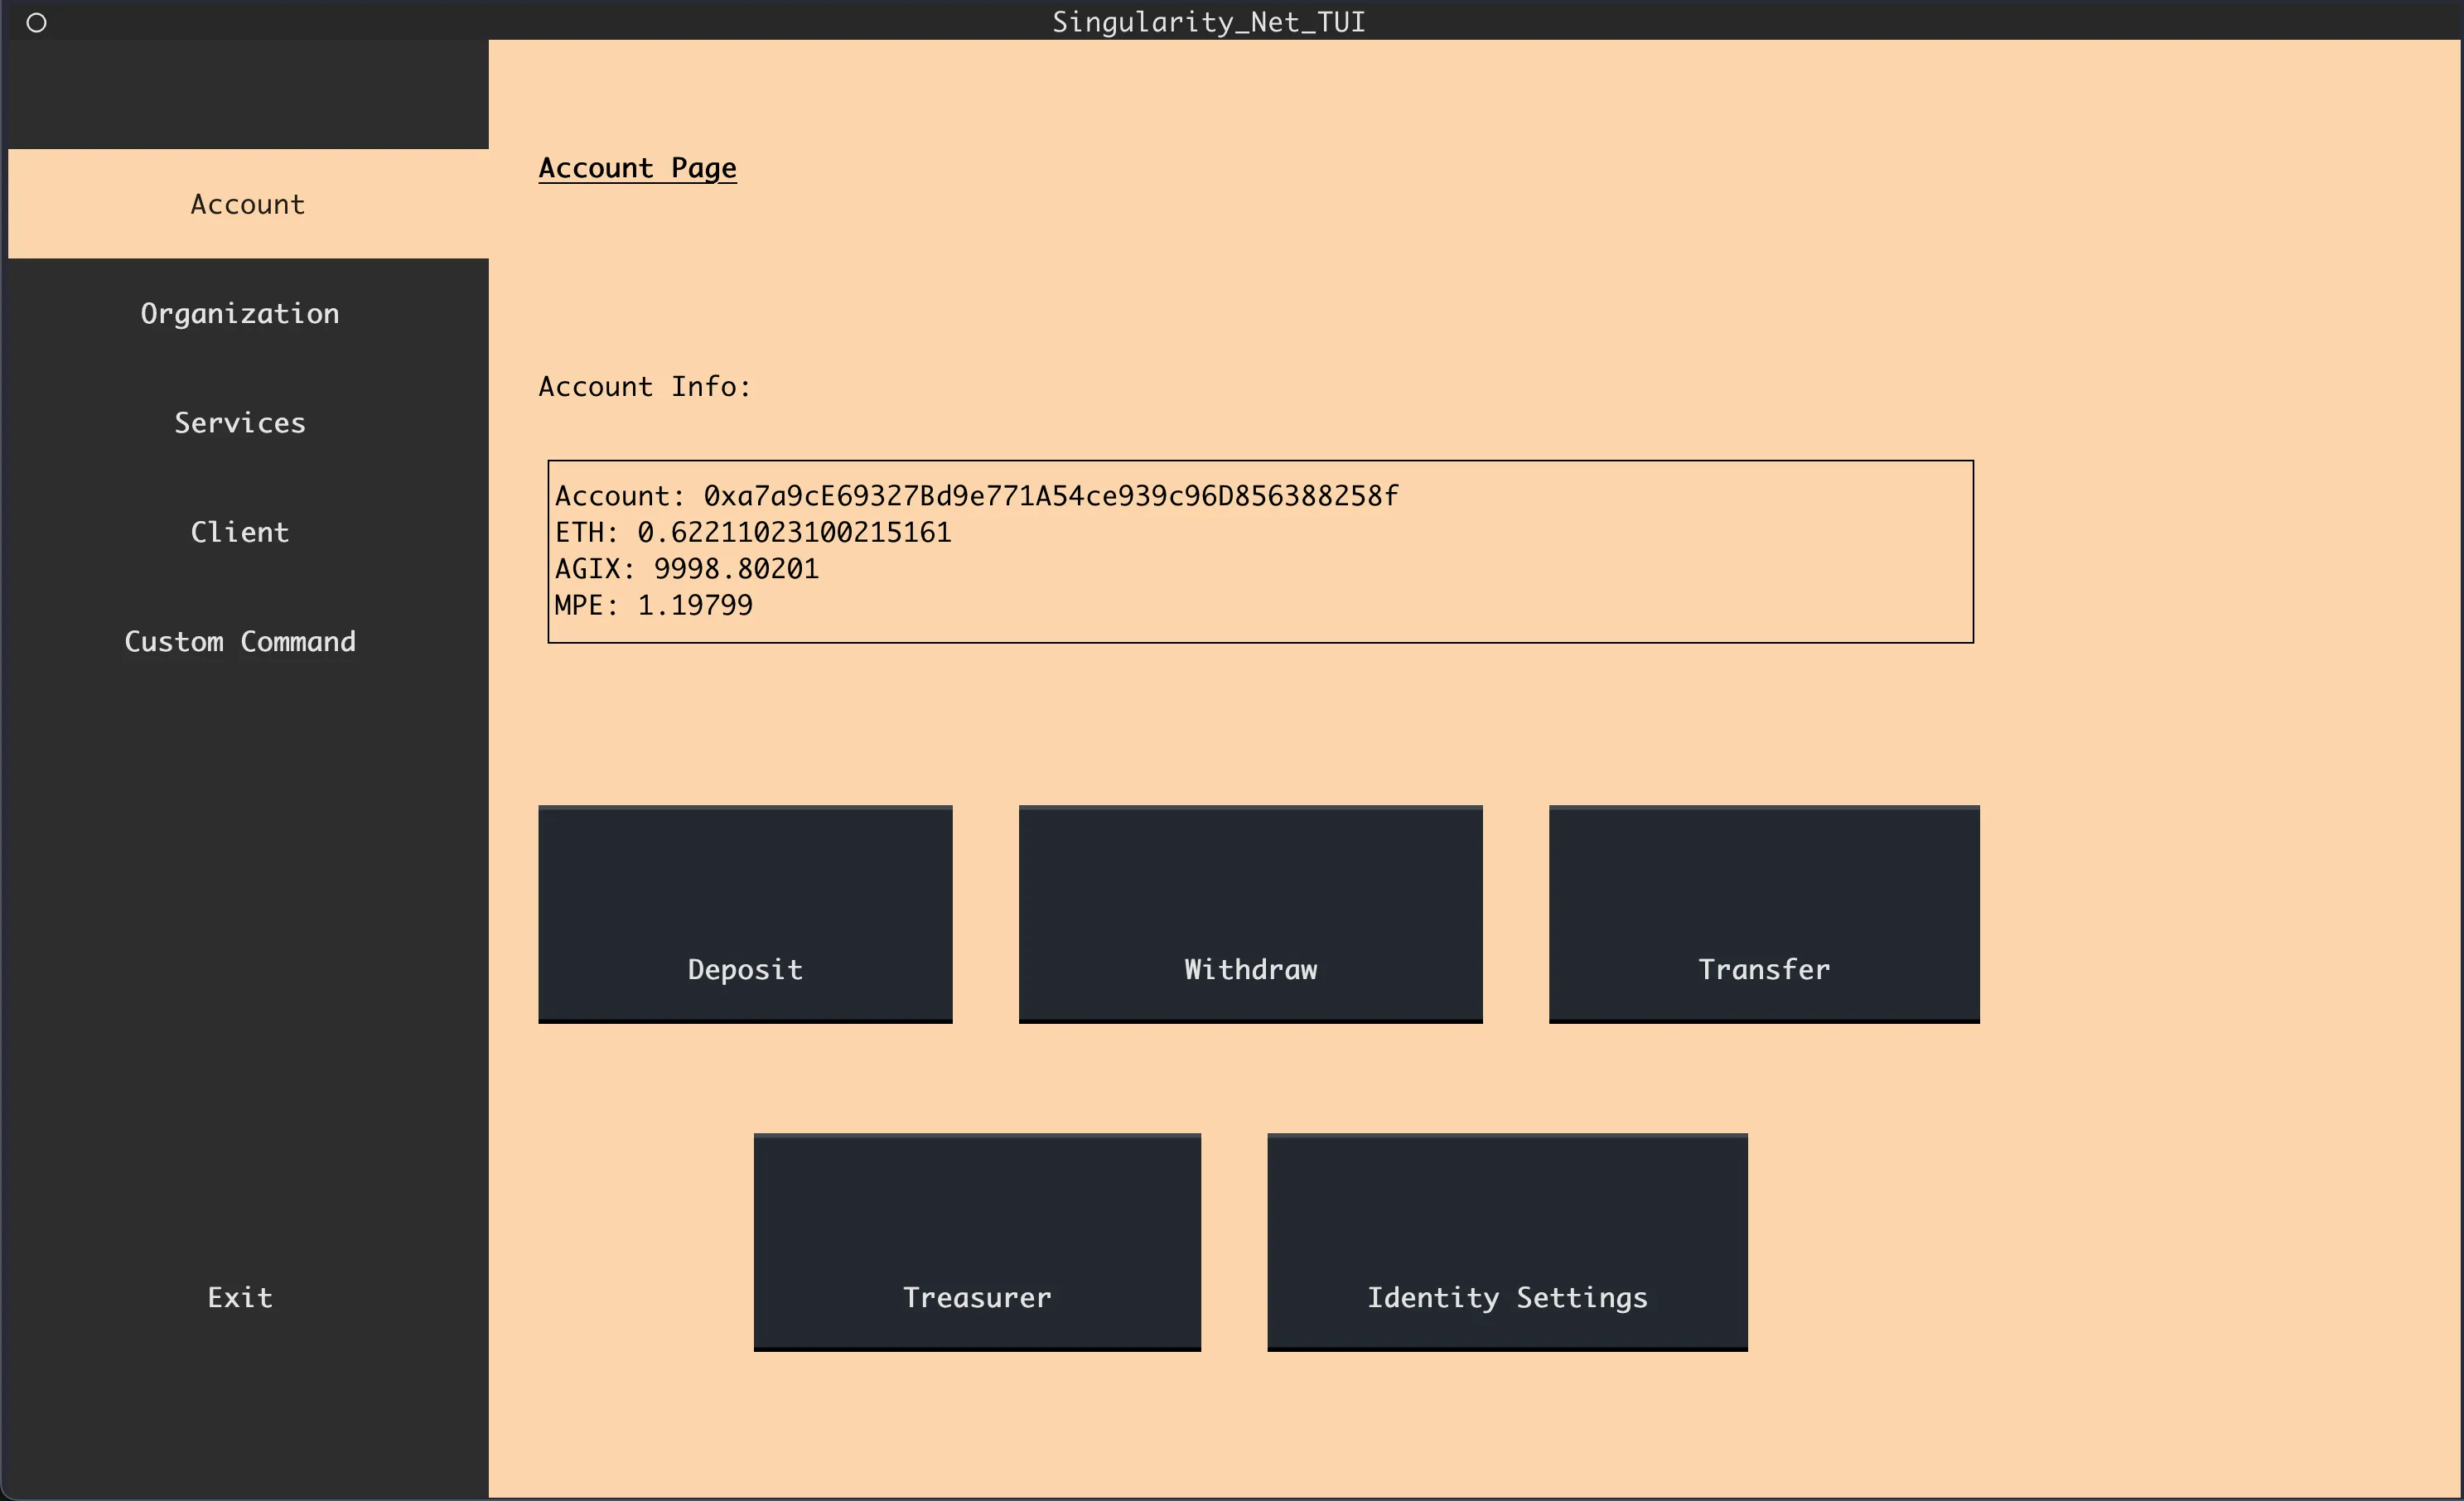 Singularity_Net_TUI
Account
Organization
Services
Client
Custom Command
Exit
Account Page
Account Info:
Account: 0xa7a9cE69327Bd9e771A54ce939c96D856388258f
ETH: 0.62211023100215161
AGIX: 9998.80201
MPE: 1.19799
Deposit
Withdraw
Transfer
Treasurer
Identity Settings